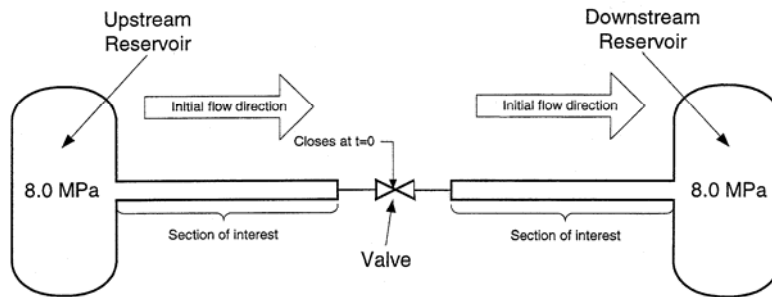 Upstream
Reservoir
Downstream
Reservoir
Initial flow direction
Initial flow direction
Closes at t=0
8.0 MPa
8.0 MPa
Section of interest
Section of interest
Valve